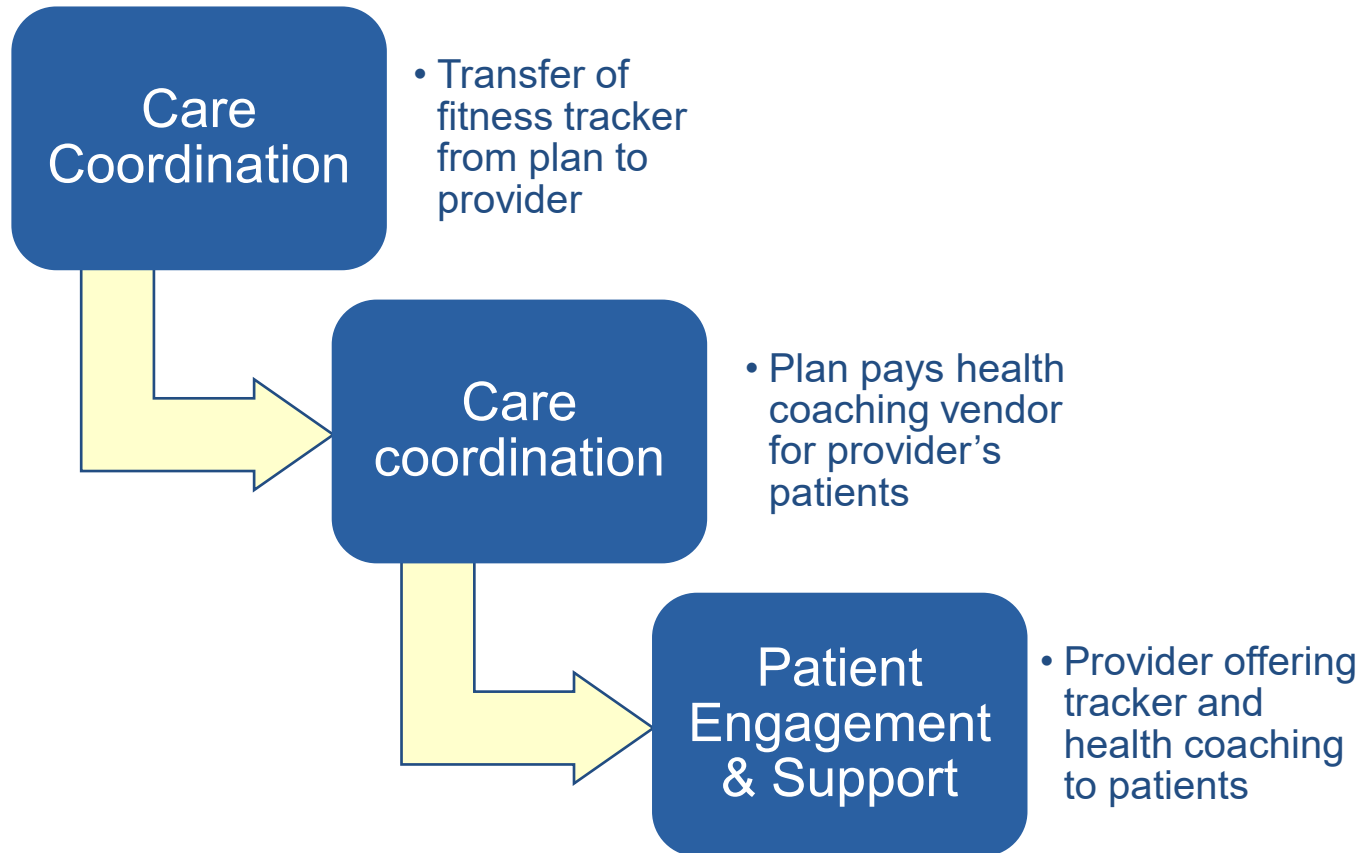 Care
Coordination
• Transfer of
fitness tracker
from plan to
provider
Care
coordination
• Plan pays health
coaching vendor
for provider’s
patients
Patient
Engagement
& Support
• Provider offering
tracker and
health coaching
to patients